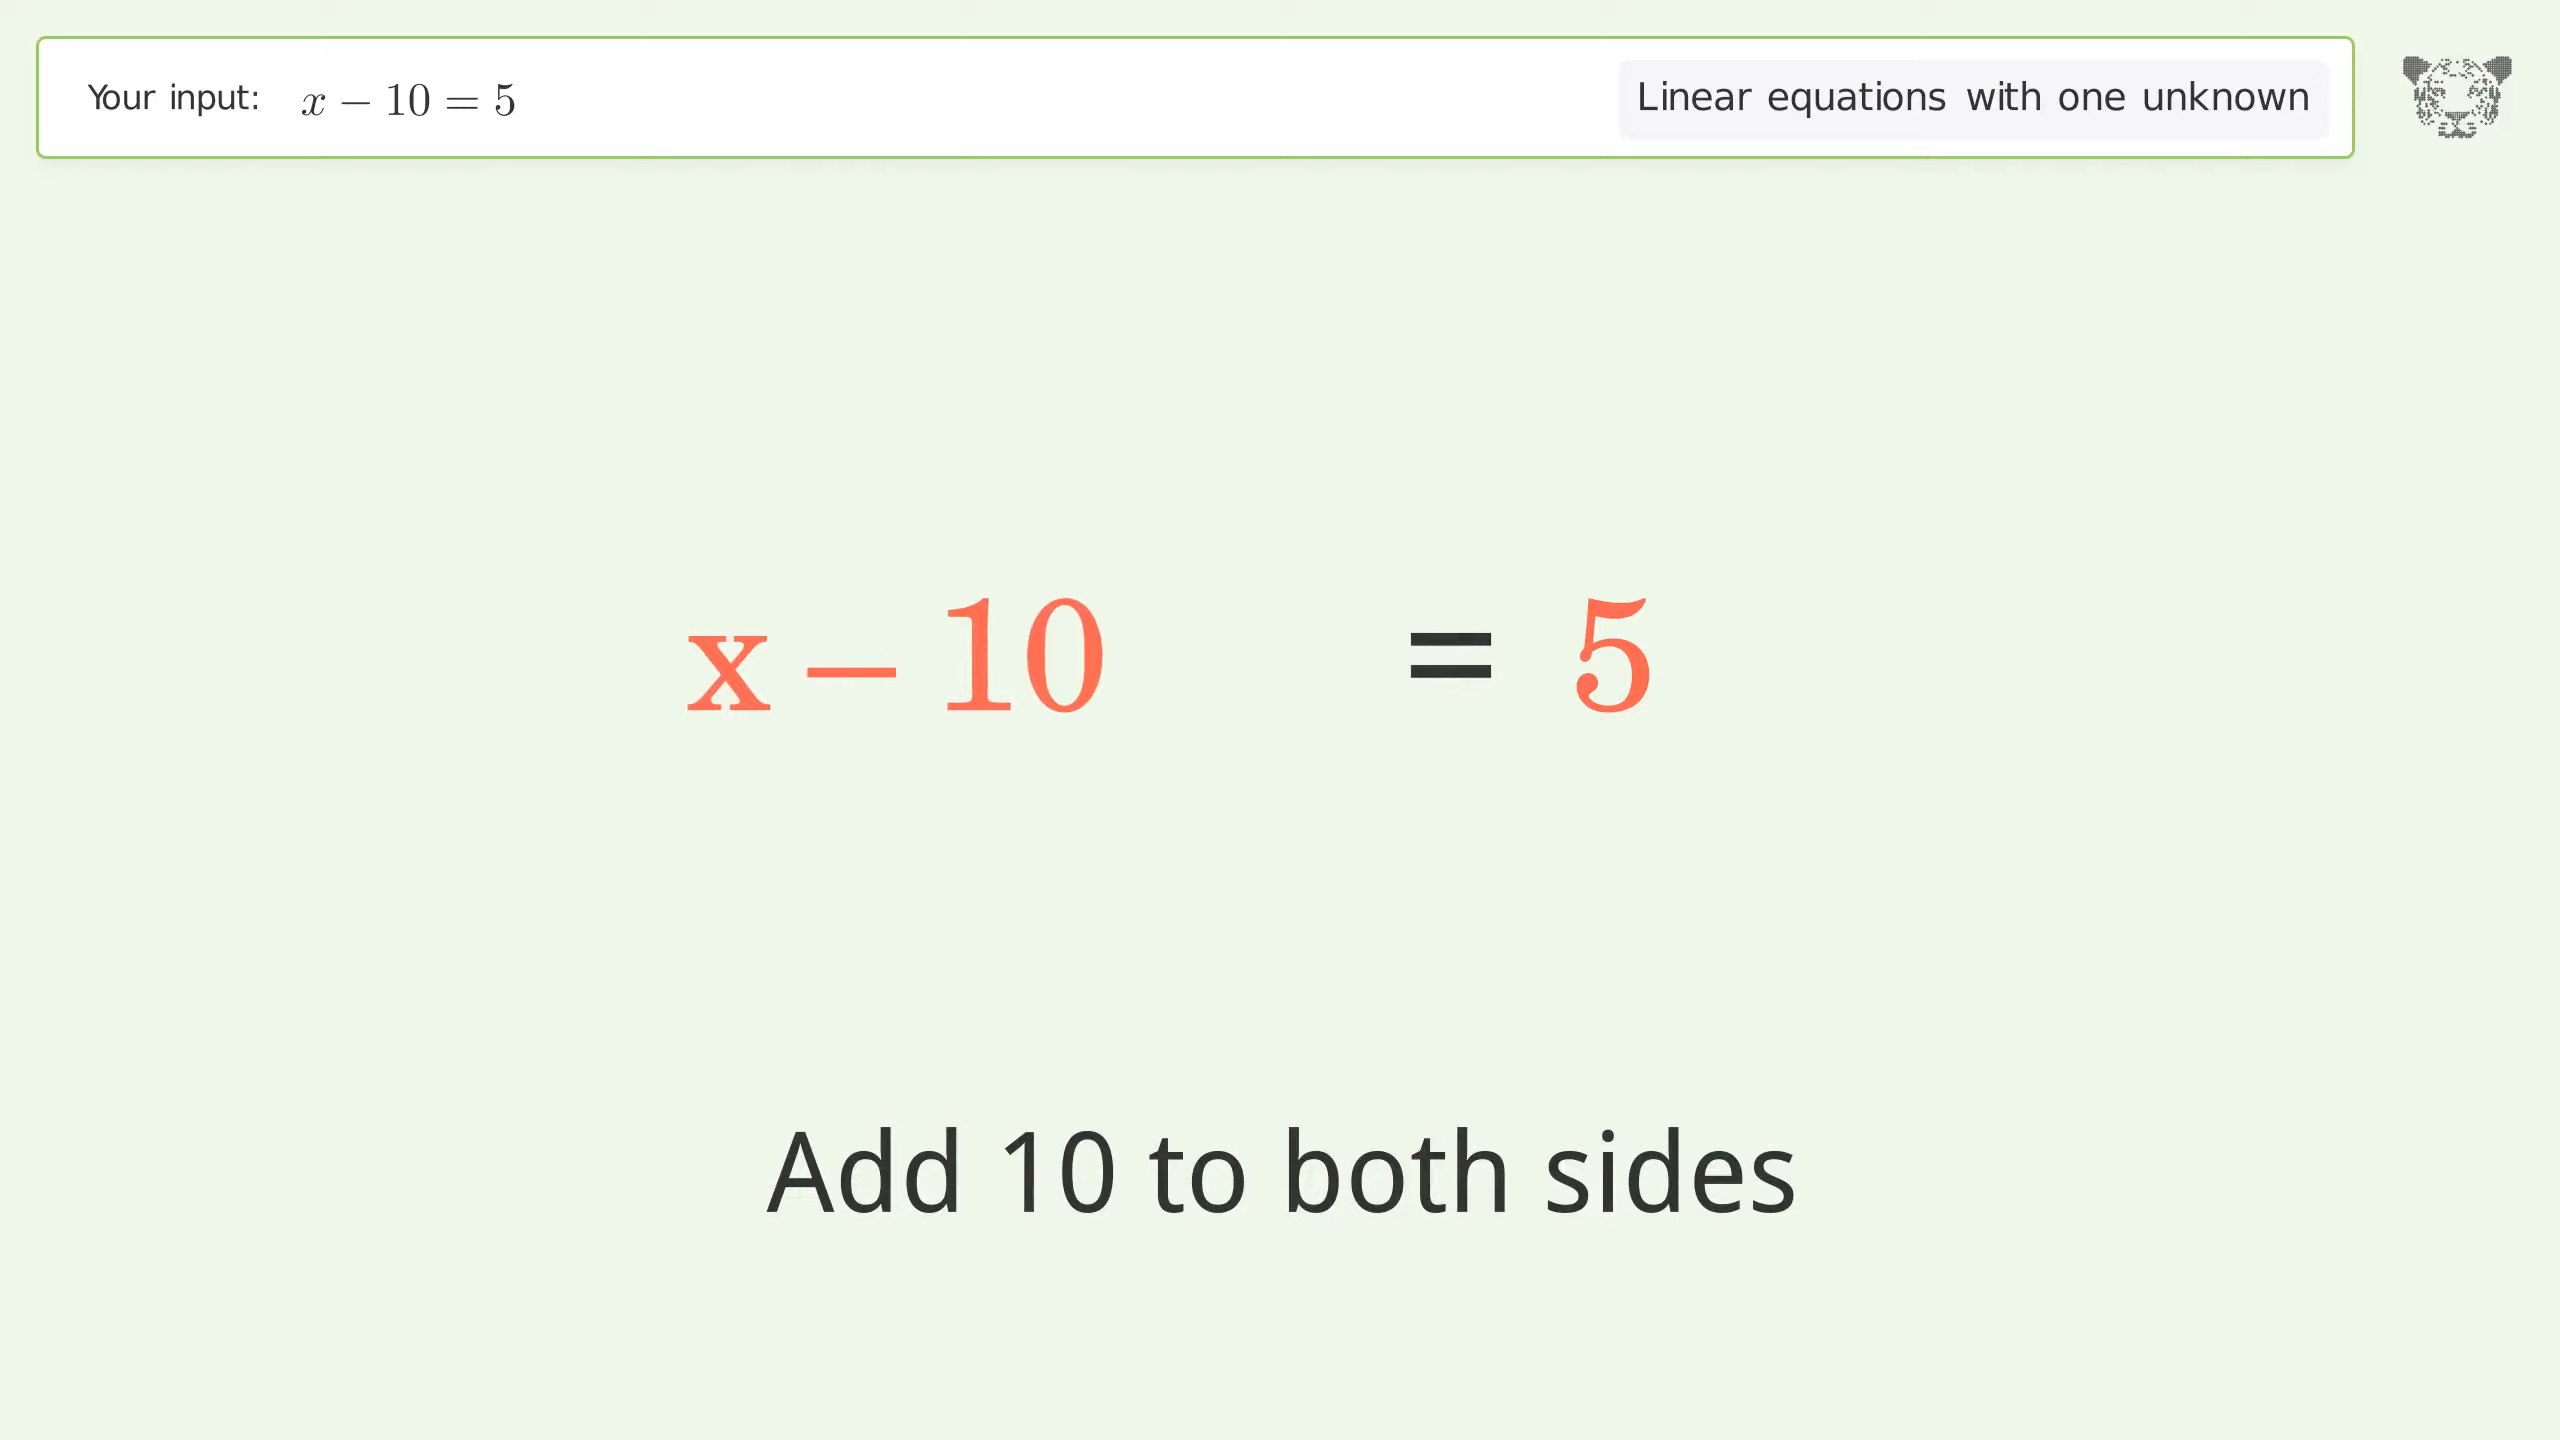 Your input: x − 10 = 5
Linear equations with one unknown
x − 10 = 5
Add 10 to both sides